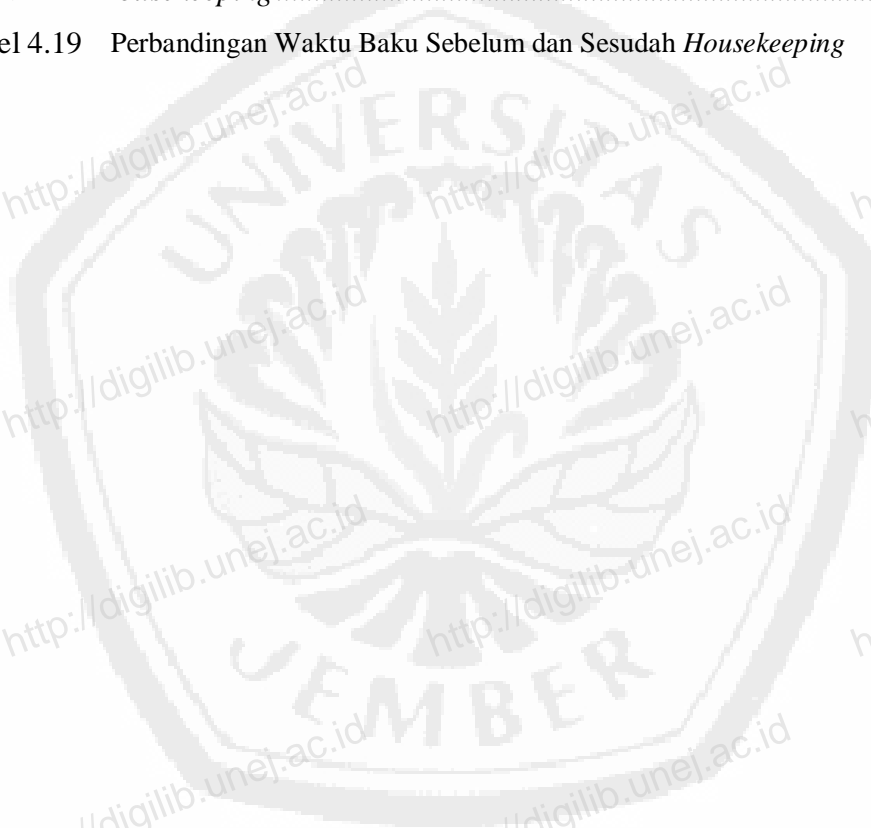 el 4.19 Perbandingan Waktu Baku Sebelum dan Sesudah Housekeeping
http://digilib.unej.ac.id http://digilib.unej.ac.id
UNIVERSITAS
http://digilib.unej.ac.id http://digilib.unej.ac.id
http://digilib.unej.ac.id http://digilib.unej.ac.id
JEMBER
http://digilib.unej.ac.id http://digilib.unej.ac.id